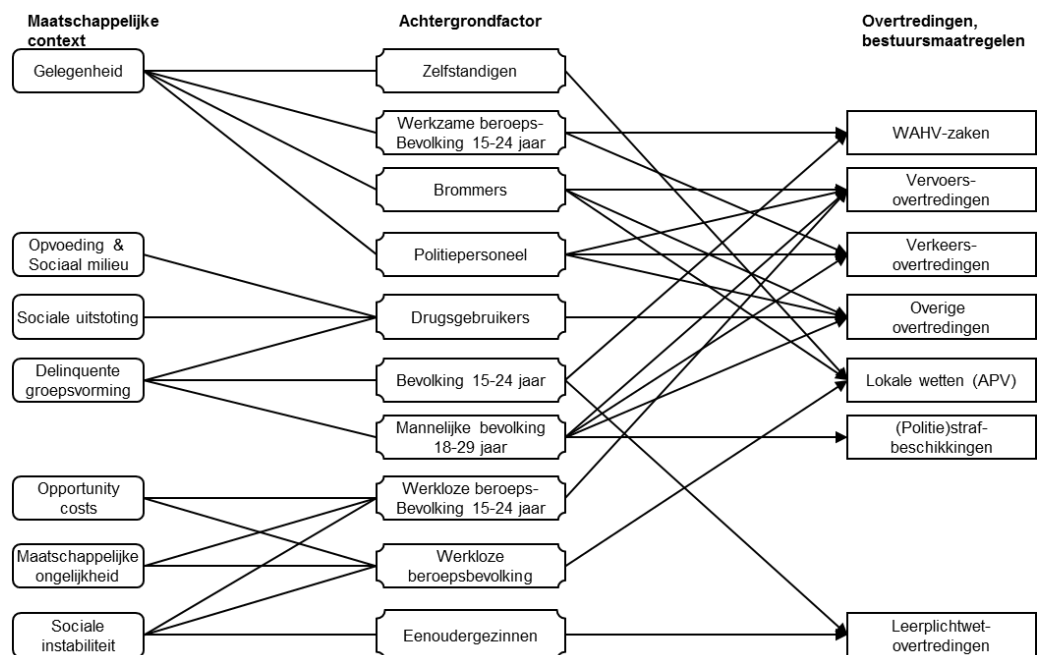 Maatschappelijke
context
Gelegenheid
Opvoeding &
Sociaal milieu
Sociale uitstoting
Delinquente
groepsvorming
Opportunity
costs
Maatschappelijke
ongelijkheid
Sociale
instabiliteit
Achtergrondfactor
Zelfstandigen
Werkzame beroeps-
Bevolking 15-24 jaar
Brommers
Politiepersoneel
Drugsgebruikers
Bevolking 15-24 jaar
Mannelijke bevolking
18-29 jaar
Werkloze beroeps-
Bevolking 15-24 jaar
Werkloze
beroepsbevolking
Eenoudergezinnen
Overtredingen,
bestuursmaatregelen
WAHV-zaken
Vervoers-
overtredingen
Verkeers-
overtredingen
Overige
overtredingen
Lokale wetten (APV)
(Politie)straf-
beschikkingen
Leerplichtwet-
overtredingen